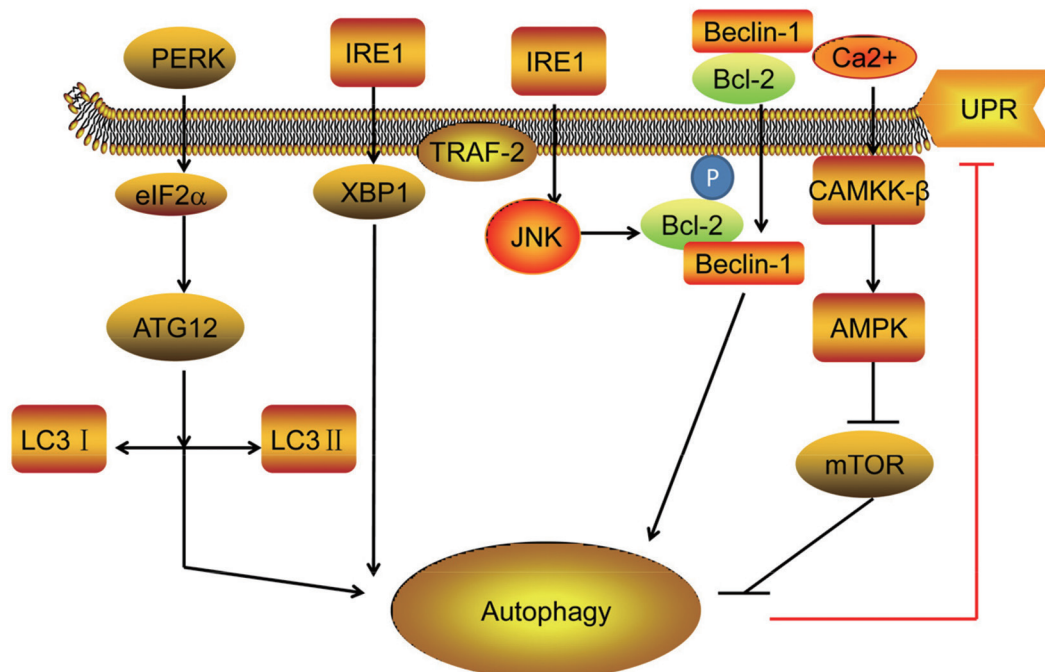 PERK
IRE1
IRE1
Beclin-1
Bcl-2
Ca2+
UPR
TRAF-2
eIF2α
XBP1
P
CAMKK-β
JNK
Bcl-2
Beclin-1
ATG12
AMPK
LC3 Ⅰ
LC3 Ⅱ
mTOR
Autophagy